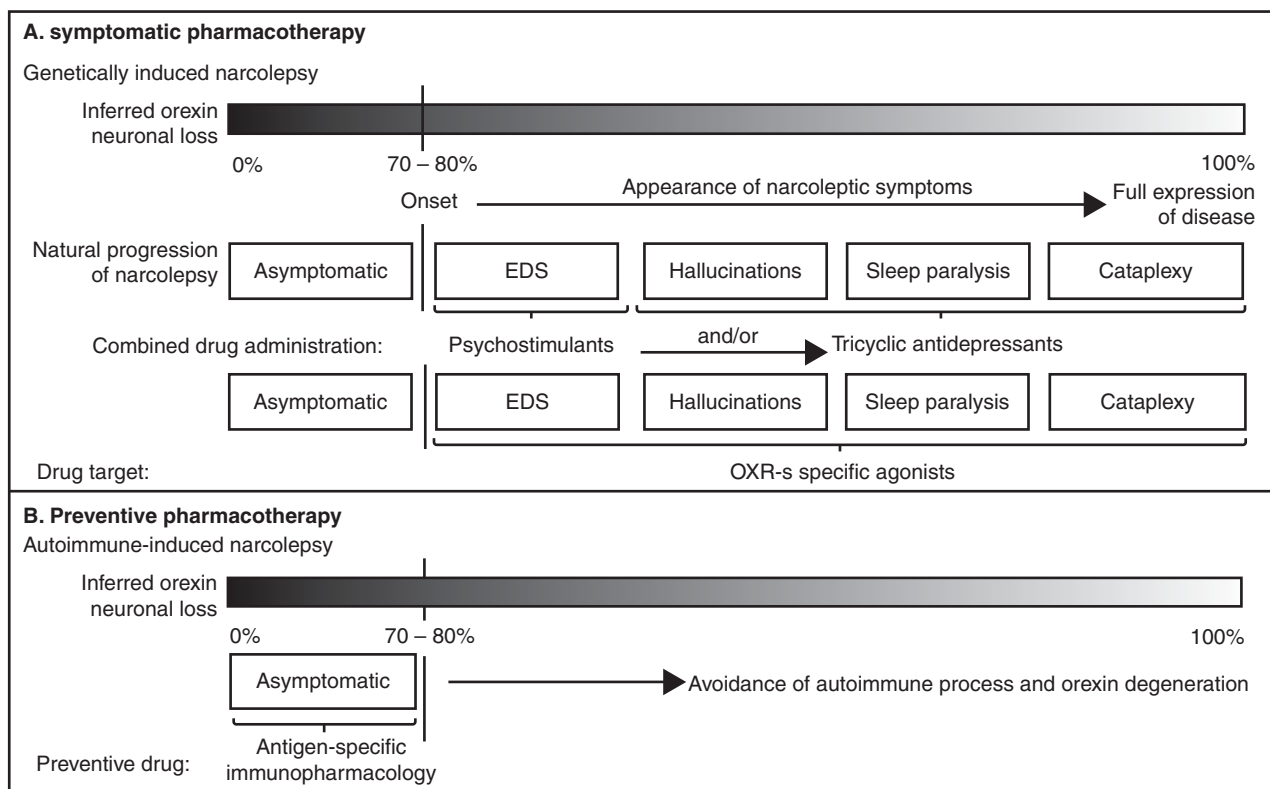 A. symptomatic pharmacotherapy
Genetically induced narcolepsy
Inferred orexin
neuronal loss
0%
70 – 80%
100%
Onset
Appearance of narcoleptic symptoms
Full expression
of disease
Natural progression
of narcolepsy
Asymptomatic
EDS
Hallucinations
Sleep paralysis
Cataplexy
Combined drug administration:
Psychostimulants
and/or
Tricyclic antidepressants
Asymptomatic
EDS
Hallucinations
Sleep paralysis
Cataplexy
Drug target:
OXR-s specific agonists
B. Preventive pharmacotherapy
Autoimmune-induced narcolepsy
Inferred orexin
neuronal loss
0%
70 – 80%
100%
Asymptomatic
Avoidance of autoimmune process and orexin degeneration
Preventive drug:
Antigen-specific
immunopharmacology